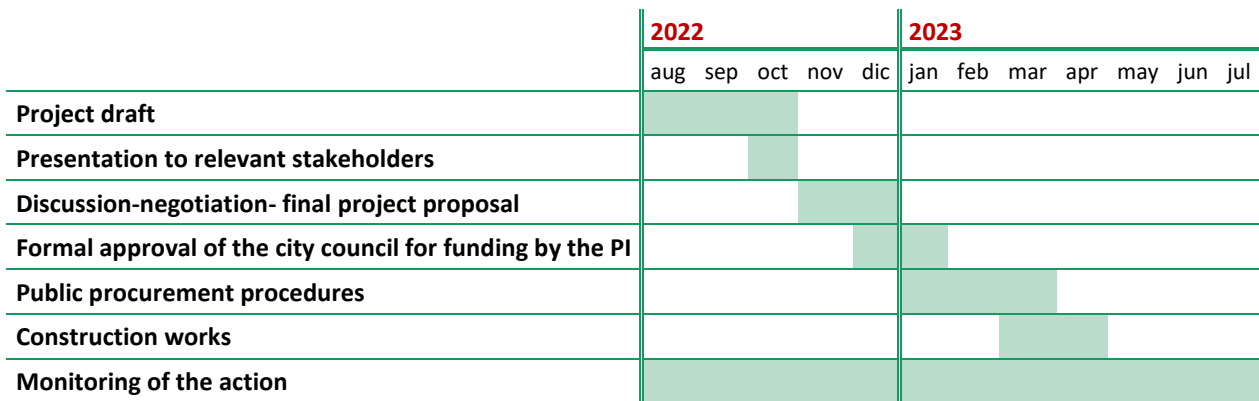 2022 2023
aug sep oct nov dic jan feb mar apr may jun jul
Project draft
Presentation to relevant stakeholders
Discussion-negotiation- final project proposal
Formal approval of the city council for funding by the PI
Public procurement procedures
Construction works
Monitoring of the action